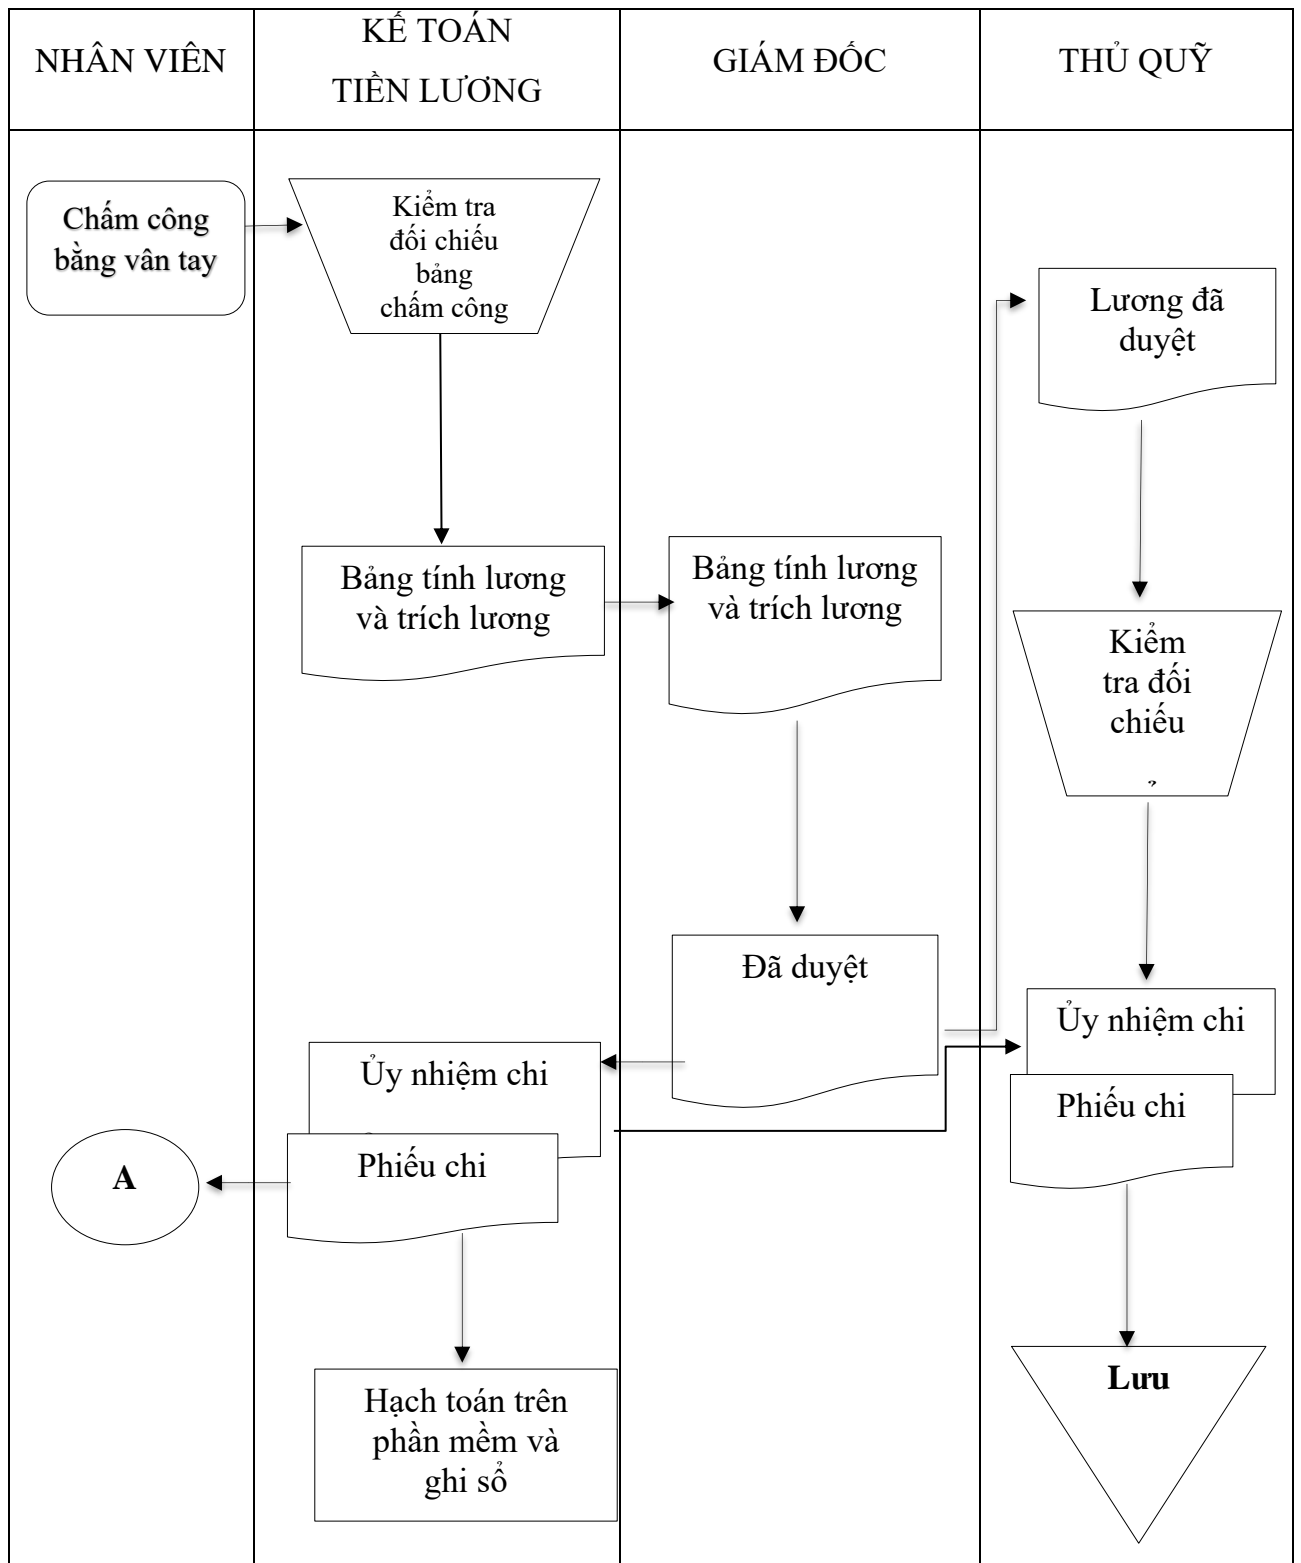 NHÂN VIÊN
KẾ TOÁN
TIỀN LƯƠNG
GIÁM ĐỐC
THỦ QUỸ
Chấm công
bằng vân tay
Kiểm tra
đối chiếu
bảng
chấm công
Lương đã
duyệt
Bảng tính lương
và trích lương
Bảng tính lương
và trích lương
Kiểm
tra đối
chiếu
Đã duyệt
Ủy nhiệm chi
Phiếu chi
Ủy nhiệm chi
Phiếu chi
A
Hạch toán trên
phần mềm và
ghi sổ
Lưu